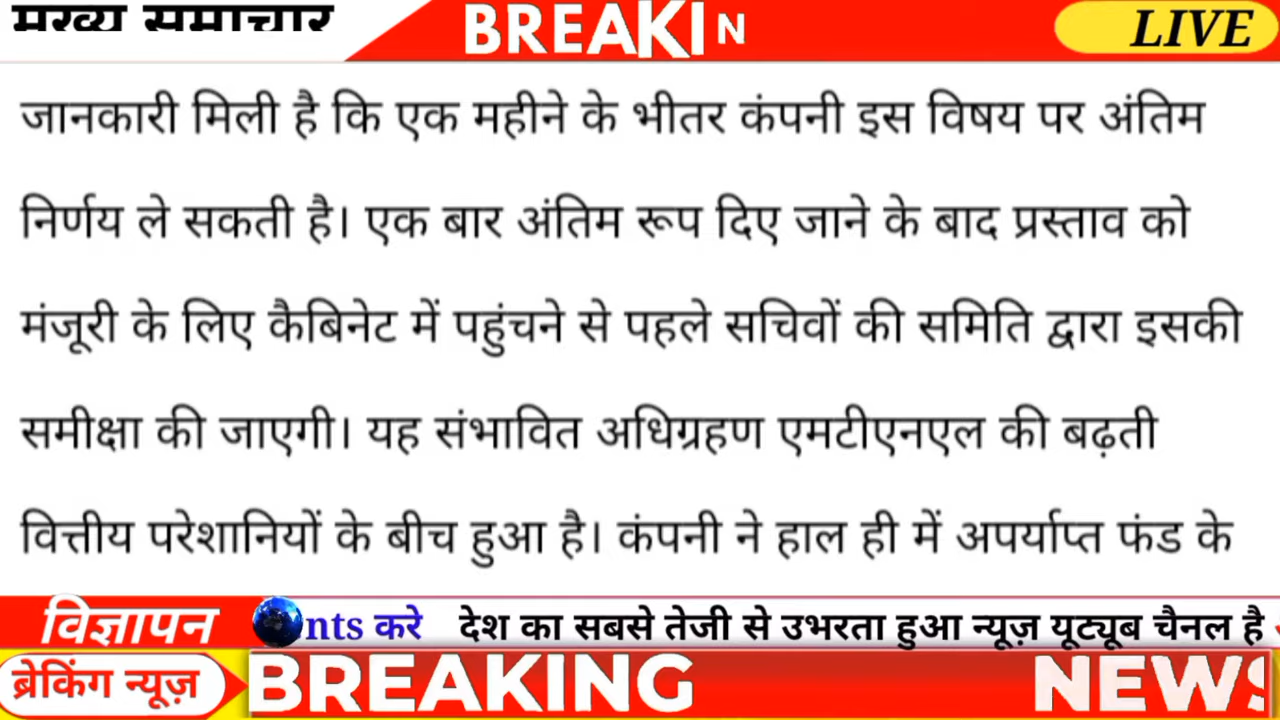 मुख्य समाचार
BREAKIN
LIVE
जानकारी मिली है कि एक महीने के भीतर कंपनी इस विषय पर अंतिम
निर्णय ले सकती है। एक बार अंतिम रूप दिए जाने के बाद प्रस्ताव को
मंजूरी के लिए कैबिनेट में पहुंचने से पहले सचिवों की समिति द्वारा इसकी
समीक्षा की जाएगी। यह संभावित अधिग्रहण एमटीएनएल की बढ़ती
वित्तीय परेशानियों के बीच हुआ है। कंपनी ने हाल ही में अपर्याप्त फंड के
विज्ञापन
nts करे देश का सबसे तेजी से उभरता हुआ न्यूज़ यूट्यूब चैनल है
ब्रेकिंग न्यूज़
BREAKING NEWS